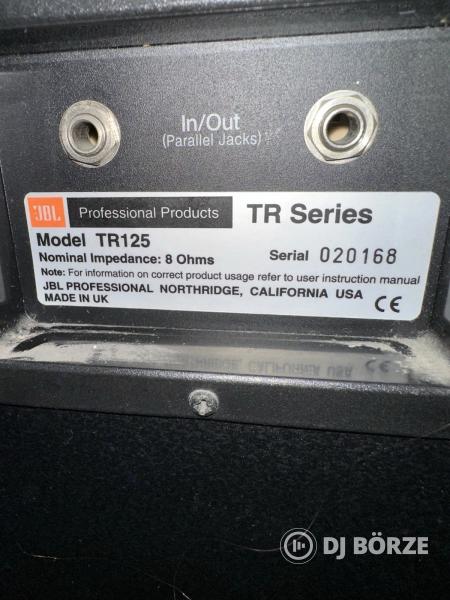 In/Out
(Parallel Jacks)
JBL Professional Products TR Series
Model TR125
Nominal Impedance: 8 Ohms Serial 020168
Note: For information on correct product usage refer to user instruction manual
JBL PROFESSIONAL NORTHRIDGE, CALIFORNIA USA
MADE IN UK CE
DJ BÖRZE